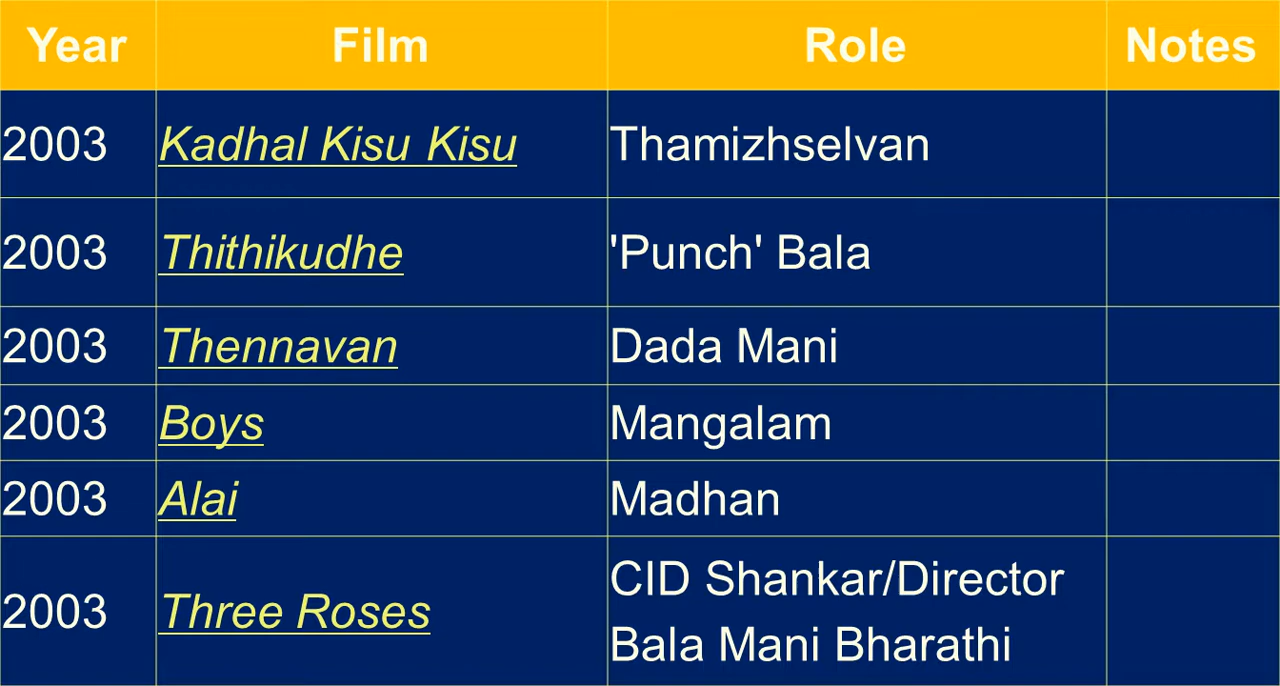 Year Film Role Notes
2003 Kadhal Kisu Kisu Thamizhselvan
2003 Thithikudhe 'Punch' Bala
2003 Thennavan Dada Mani
2003 Boys Mangalam
2003 Alai Madhan
2003 Three Roses CID Shankar/Director
Bala Mani Bharathi